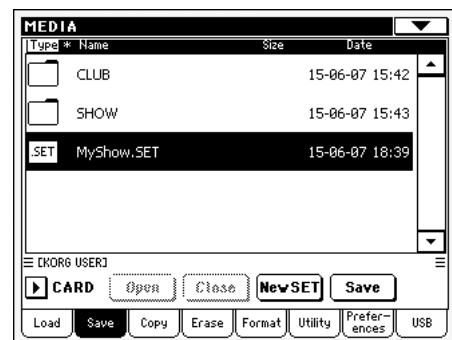 MEDIA
Type * Name Size Date
CLUB 15-06-07 15:42
SHOW 15-06-07 15:43
.SET MyShow.SET 15-06-07 18:39
[KORG USER]
CARD Open Close New SET Save
Load Save Copy Erase Format Utility Prefer-
ences USB